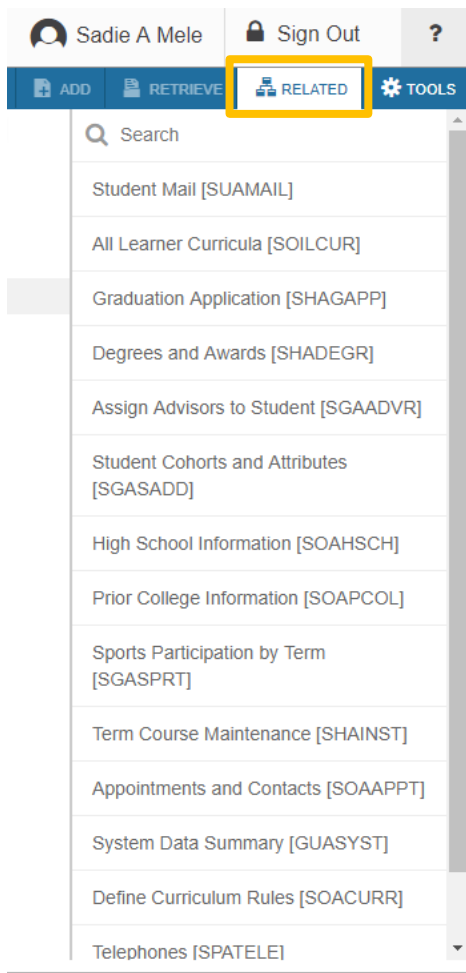 Sadie A Mele Sign Out ?
ADD RETRIEVE RELATED TOOLS
Search
Student Mail [SUAMAIL]
All Learner Curricula [SOILCUR]
Graduation Application [SHAGAPP]
Degrees and Awards [SHADEGR]
Assign Advisors to Student [SGAADVR]
Student Cohorts and Attributes
[SGASADD]
High School Information [SOAHSCH]
Prior College Information [SOAPCOL]
Sports Participation by Term
[SGASPRT]
Term Course Maintenance [SHAINST]
Appointments and Contacts [SOAAPPT]
System Data Summary [GUASYST]
Define Curriculum Rules [SOACURR]
Telephones [SPATELE]